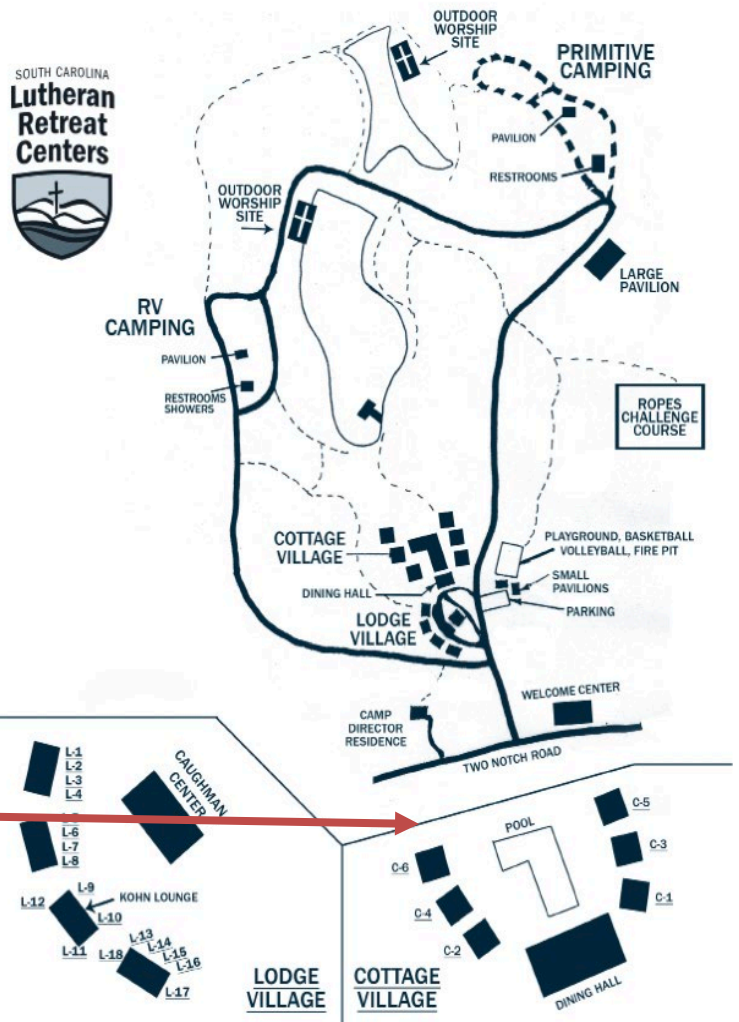 SOUTH CAROLINA
Lutheran
Retreat
Centers
OUTDOOR
WORSHIP
SITE
PRIMITIVE
CAMPING
PAVILION
RESTROOMS
OUTDOOR
WORSHIP
SITE
LARGE
PAVILION
RV
CAMPING
PAVILION
RESTROOMS
SHOWERS
ROPES
CHALLENGE
COURSE
COTTAGE
VILLAGE
PLAYGROUND, BASKETBALL
VOLLEYBALL, FIRE PIT
DINING HALL
SMALL
PAVILIONS
PARKING
LODGE
VILLAGE
WELCOME CENTER
CAMP
DIRECTOR
RESIDENCE
TWO NOTCH ROAD
L-1
L-2
L-3
L-4
CAUGHMAN
CENTER
L-6
L-7
L-8
L-9
L-12
KOHN LOUNGE
L-10
L-11
L-13
L-14
L-15
L-16
L-18
L-17
LODGE
VILLAGE
POOL
C-5
C-3
C-1
C-6
C-4
C-2
DINING HALL
COTTAGE
VILLAGE